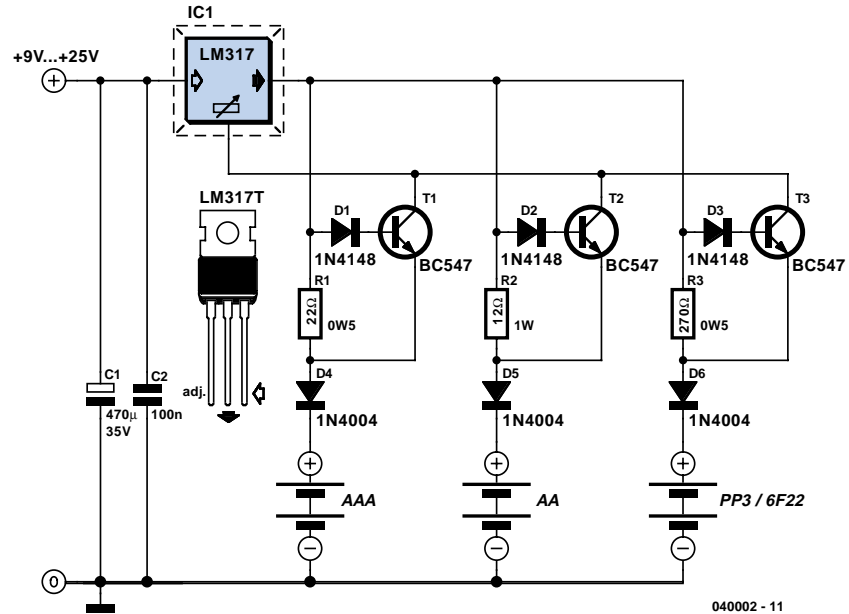 IC1
LM317
+9V...+25V
+
LM317T
adj.
C1
470µ
35V
C2
100n
D1
1N4148
T1
BC547
R1
22Ω
0W5
D4
1N4004
+
AAA
−
D2
1N4148
T2
BC547
R2
12Ω
1W
D5
1N4004
+
AA
−
D3
1N4148
T3
BC547
R3
270Ω
0W5
D6
1N4004
+
PP3 / 6F22
−
0
040002 - 11